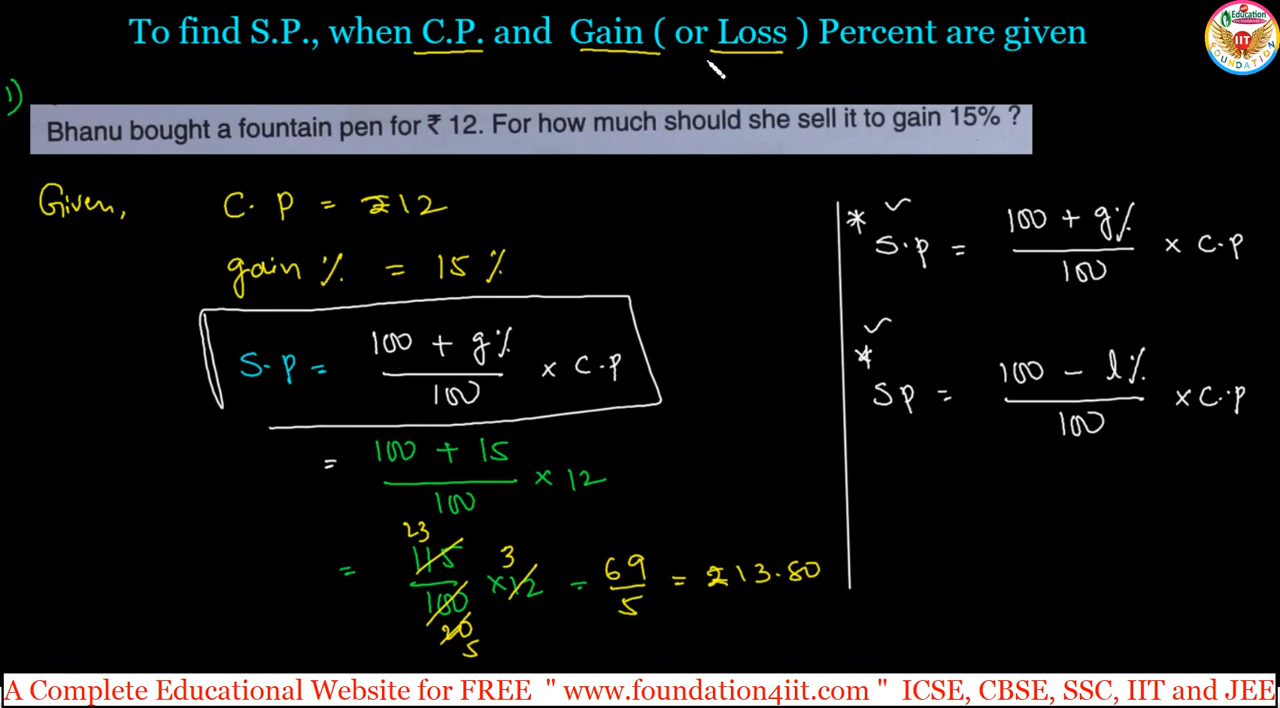 To find S.P., when C.P. and Gain ( or Loss ) Percent are given
Education
IIT
FOUNDATION
1)
Bhanu bought a fountain pen for ₹ 12. For how much should she sell it to gain 15% ?
Given, C.P = ₹12
gain % = 15 %
S.P = (100 + g%)/100 × C.P
= (100 + 15)/100 × 12
= 115/100 × 12 = 69/5 = ₹13.80
23 3
20
5
* S.P = (100 + g%)/100 × C.P
* SP = (100 - l%)/100 × C.P
A Complete Educational Website for FREE " www.foundation4iit.com " ICSE, CBSE, SSC, IIT and JEE